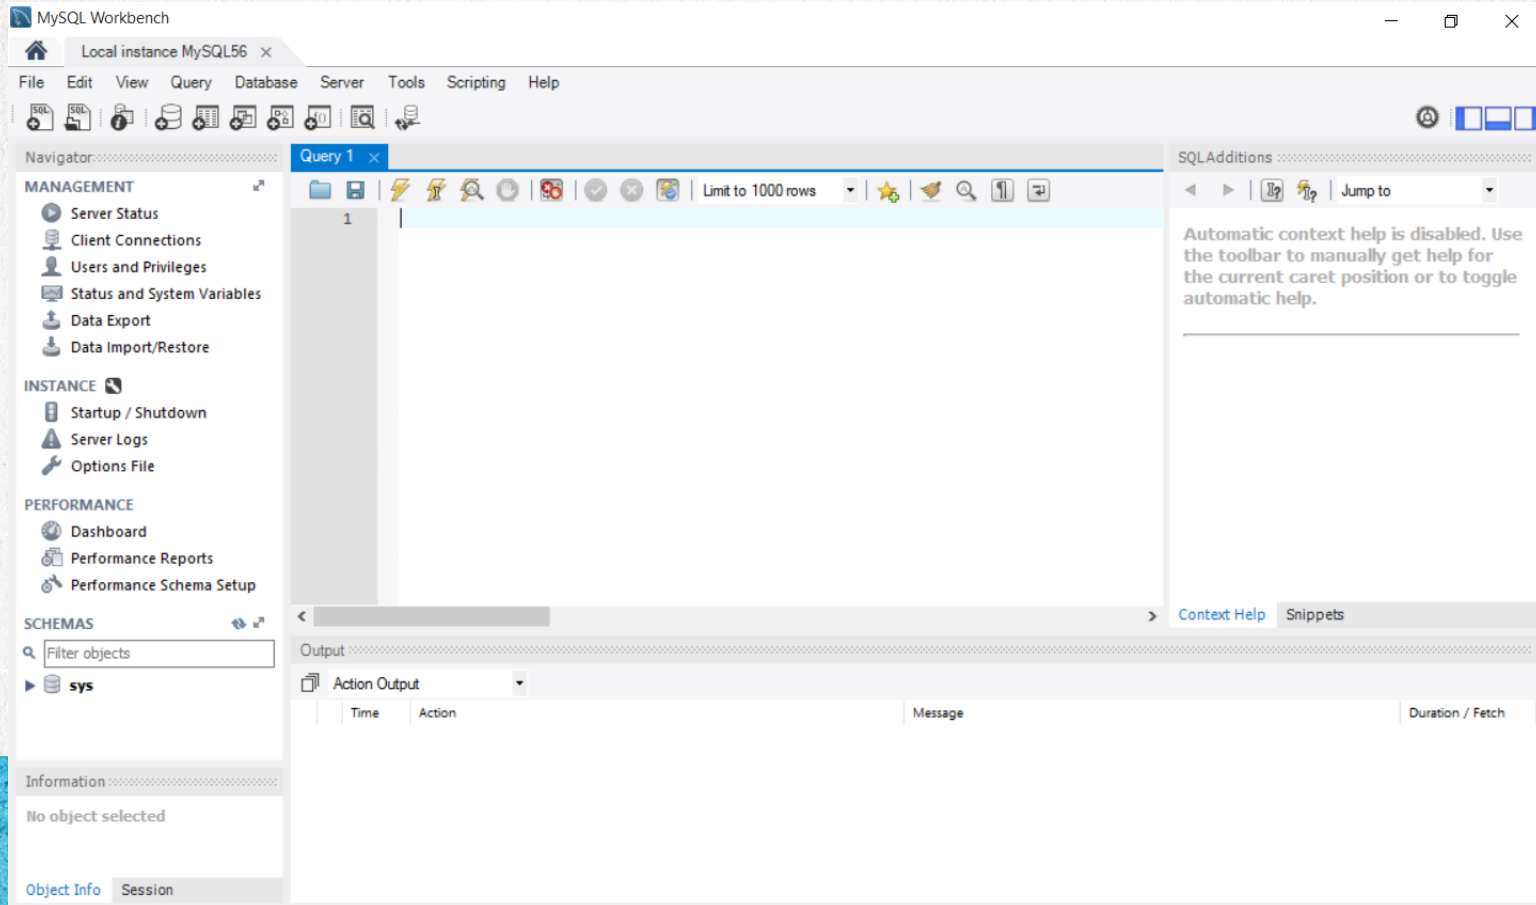 MySQL Workbench
Local instance MySQL56
File Edit View Query Database Server Tools Scripting Help
Navigator
MANAGEMENT
Server Status
Client Connections
Users and Privileges
Status and System Variables
Data Export
Data Import/Restore
INSTANCE
Startup / Shutdown
Server Logs
Options File
PERFORMANCE
Dashboard
Performance Reports
Performance Schema Setup
SCHEMAS
Filter objects
sys
Information
No object selected
Object Info Session
Query 1
Limit to 1000 rows
1
SQLAdditions
Jump to
Automatic context help is disabled. Use
the toolbar to manually get help for
the current caret position or to toggle
automatic help.
Context Help Snippets
Output
Action Output
Time Action Message Duration / Fetch